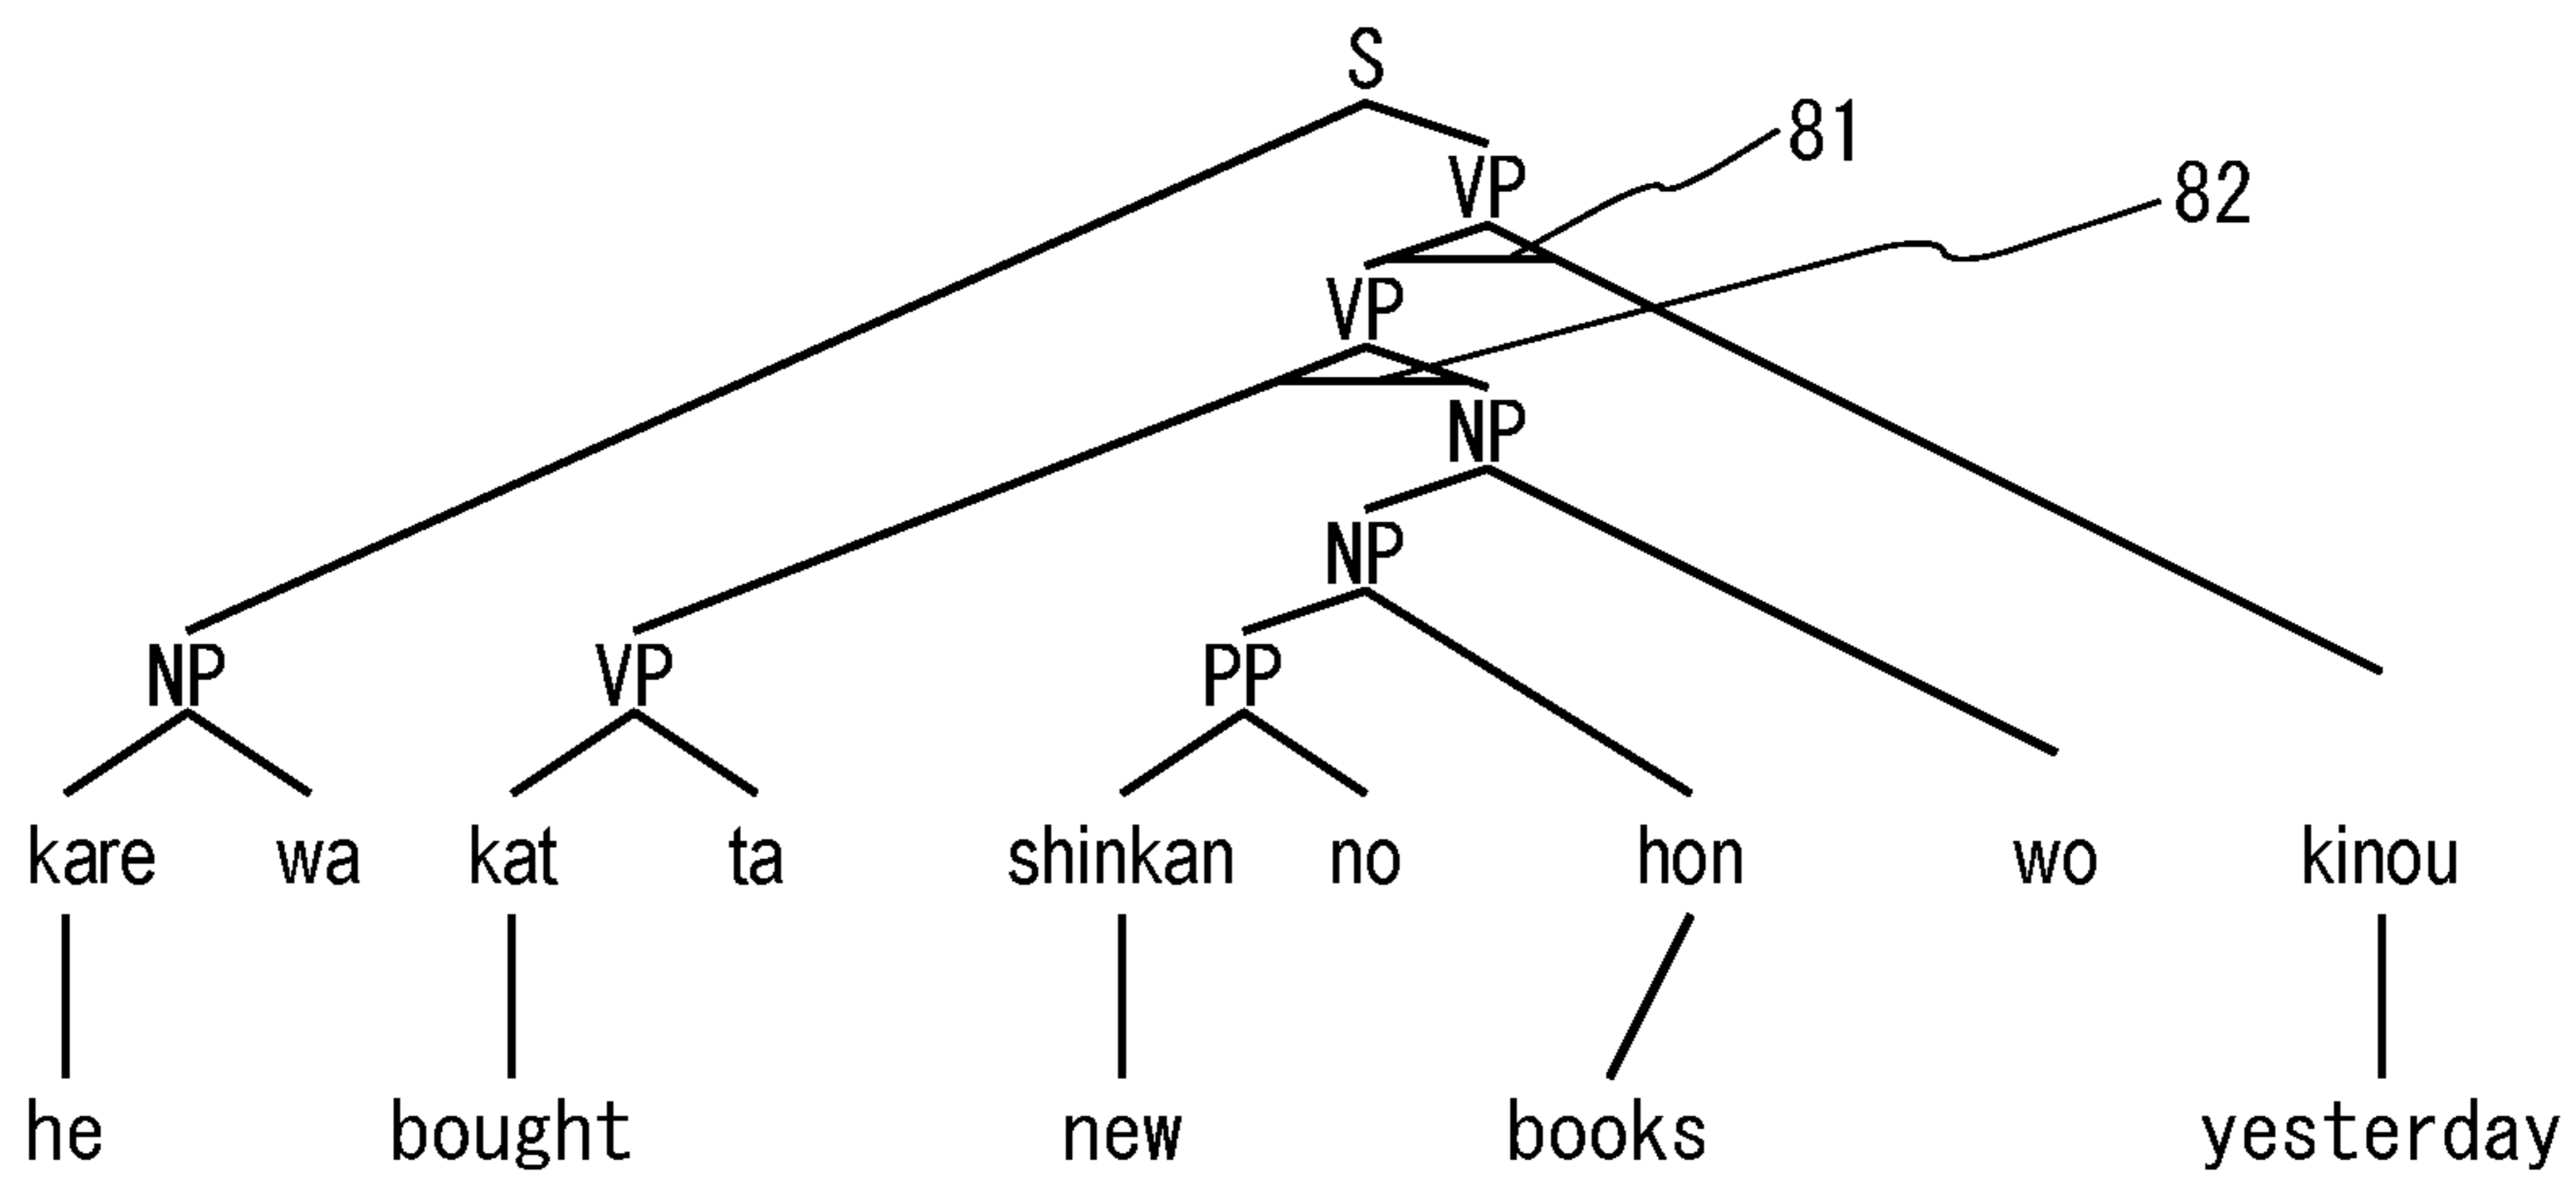 S
81
VP
82
VP
NP
NP
NP VP PP
kare wa kat ta shinkan no hon wo kinou
he bought new books yesterday